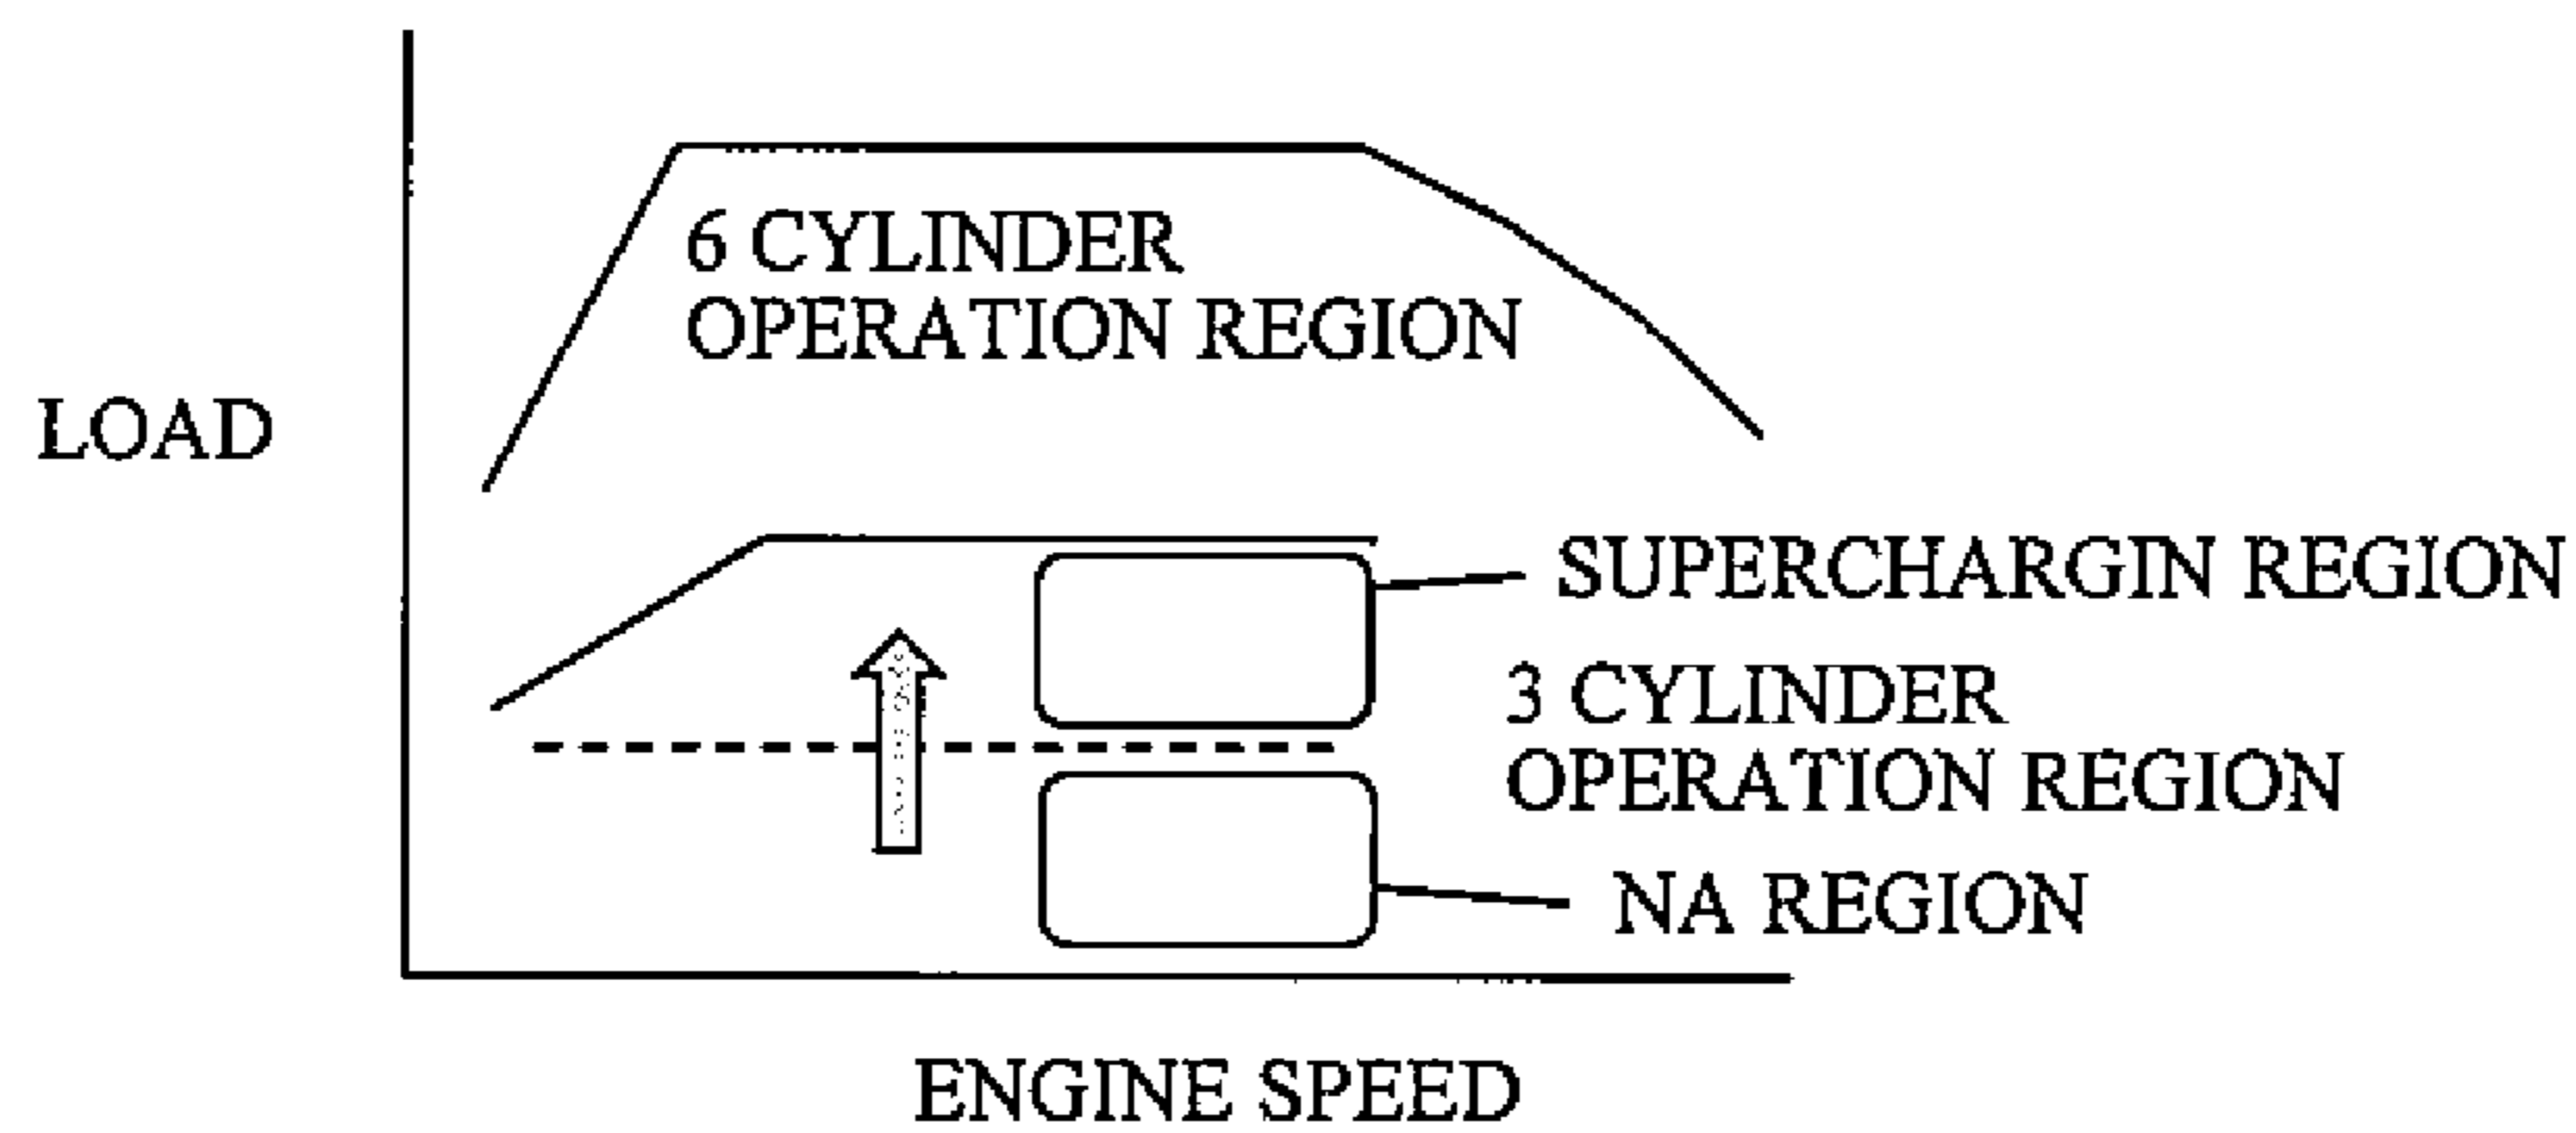 6 CYLINDER
OPERATION REGION
LOAD
SUPERCHARGIN REGION
3 CYLINDER
OPERATION REGION
NA REGION
ENGINE SPEED